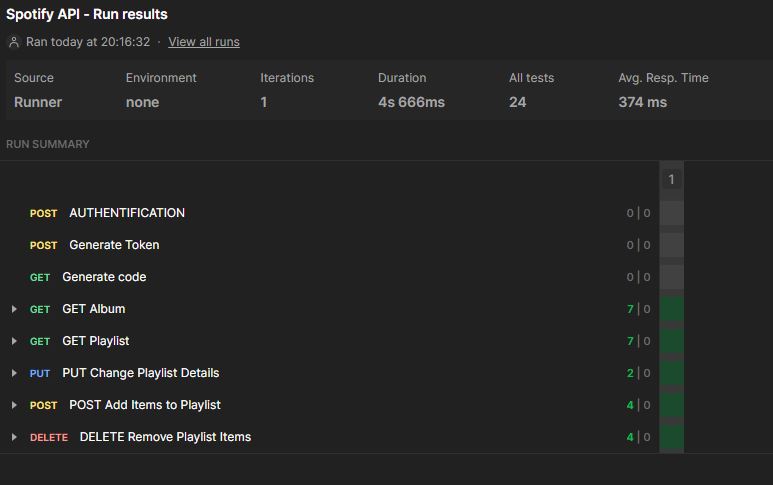 Spotify API - Run results
Ran today at 20:16:32 · View all runs
Source Environment Iterations Duration All tests Avg. Resp. Time
Runner none 1 4s 666ms 24 374 ms
RUN SUMMARY
1
POST AUTHENTIFICATION 0 | 0
POST Generate Token 0 | 0
GET Generate code 0 | 0
GET GET Album 7 | 0
GET GET Playlist 7 | 0
PUT PUT Change Playlist Details 2 | 0
POST POST Add Items to Playlist 4 | 0
DELETE DELETE Remove Playlist Items 4 | 0